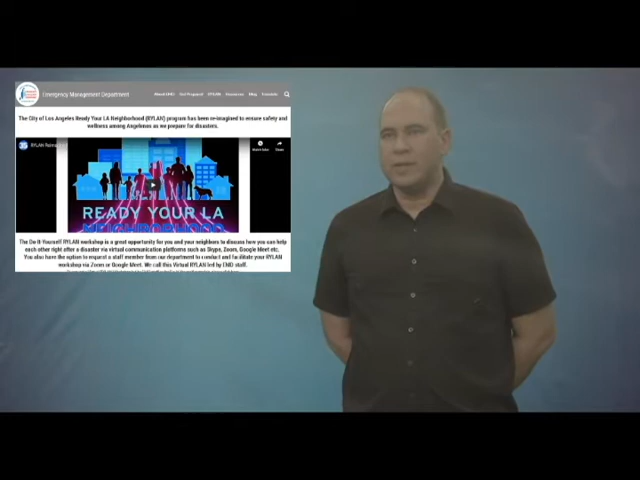 Emergency Management Department
About EMD Our Programs RYLAN Resources Blog Translate
The City of Los Angeles Ready Your LA Neighborhood (RYLAN) program has been re-imagined to ensure safety and
wellness among Angelenos as we prepare for disasters.
RYLAN
Watch later Share
READY YOUR LA
NEIGHBORHOOD
The Do It Yourself RYLAN workshop is a great opportunity for you and your neighbors to discuss how you can help
each other right after a disaster via virtual communication platforms such as Skype, Zoom, Google Meet etc.
You also have the option to request a staff member from our department to conduct and facilitate your RYLAN
workshop via Zoom or Google Meet. We call this Virtual RYLAN led by EMD staff.